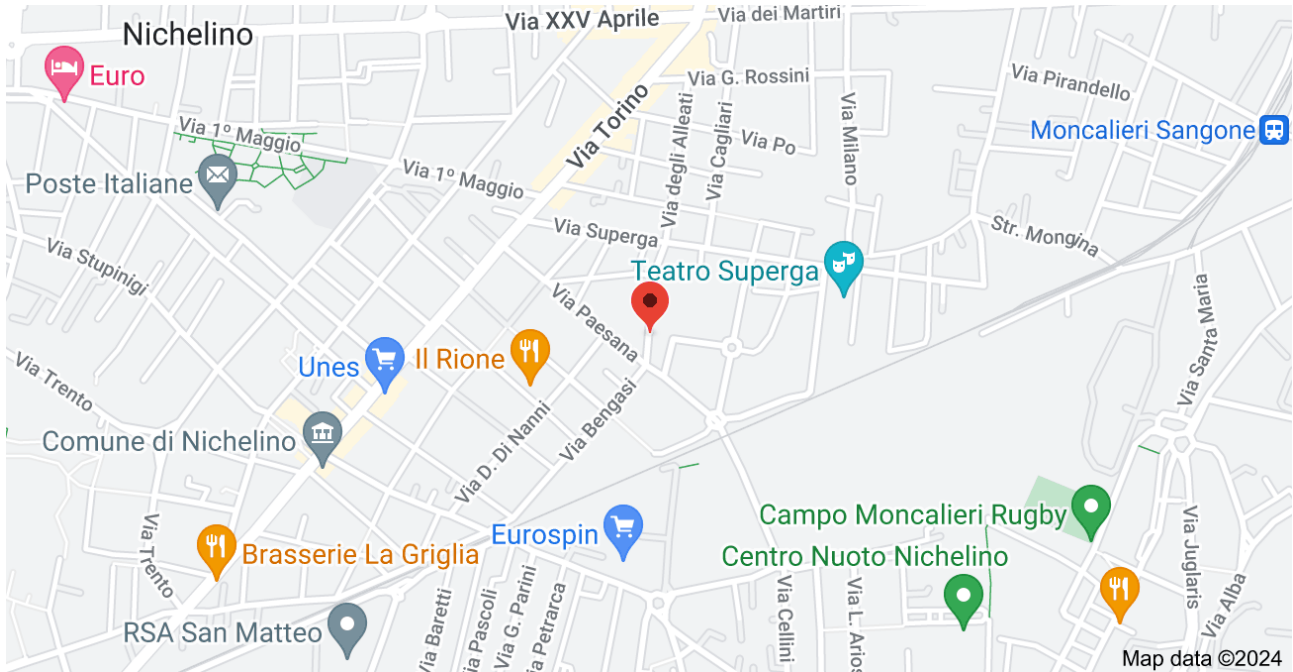 Via dei Martiri
Via XXV Aprile
Nichelino
Euro
Via G. Rossini
Via Pirandello
Via Torino
Via degli Alleati
Via Cagliari
Via Milano
Via Po
Moncalieri Sangone
Via 1º Maggio
Via 1º Maggio
Poste Italiane
Via Superga
Str. Mongina
Via Stupinigi
Teatro Superga
Via Paesana
Via Santa Maria
Unes
Il Rione
Via Trento
Via Bengasi
Via D. Di Nanni
Comune di Nichelino
Eurospin
Campo Moncalieri Rugby
Centro Nuoto Nichelino
Via Trento
Brasserie La Griglia
Via Juglaris
Via Alba
RSA San Matteo
Via Baretti
Via Pascoli
Via G. Parini
ia Petrarca
Via Cellini
Via L. Arios
Map data ©2024